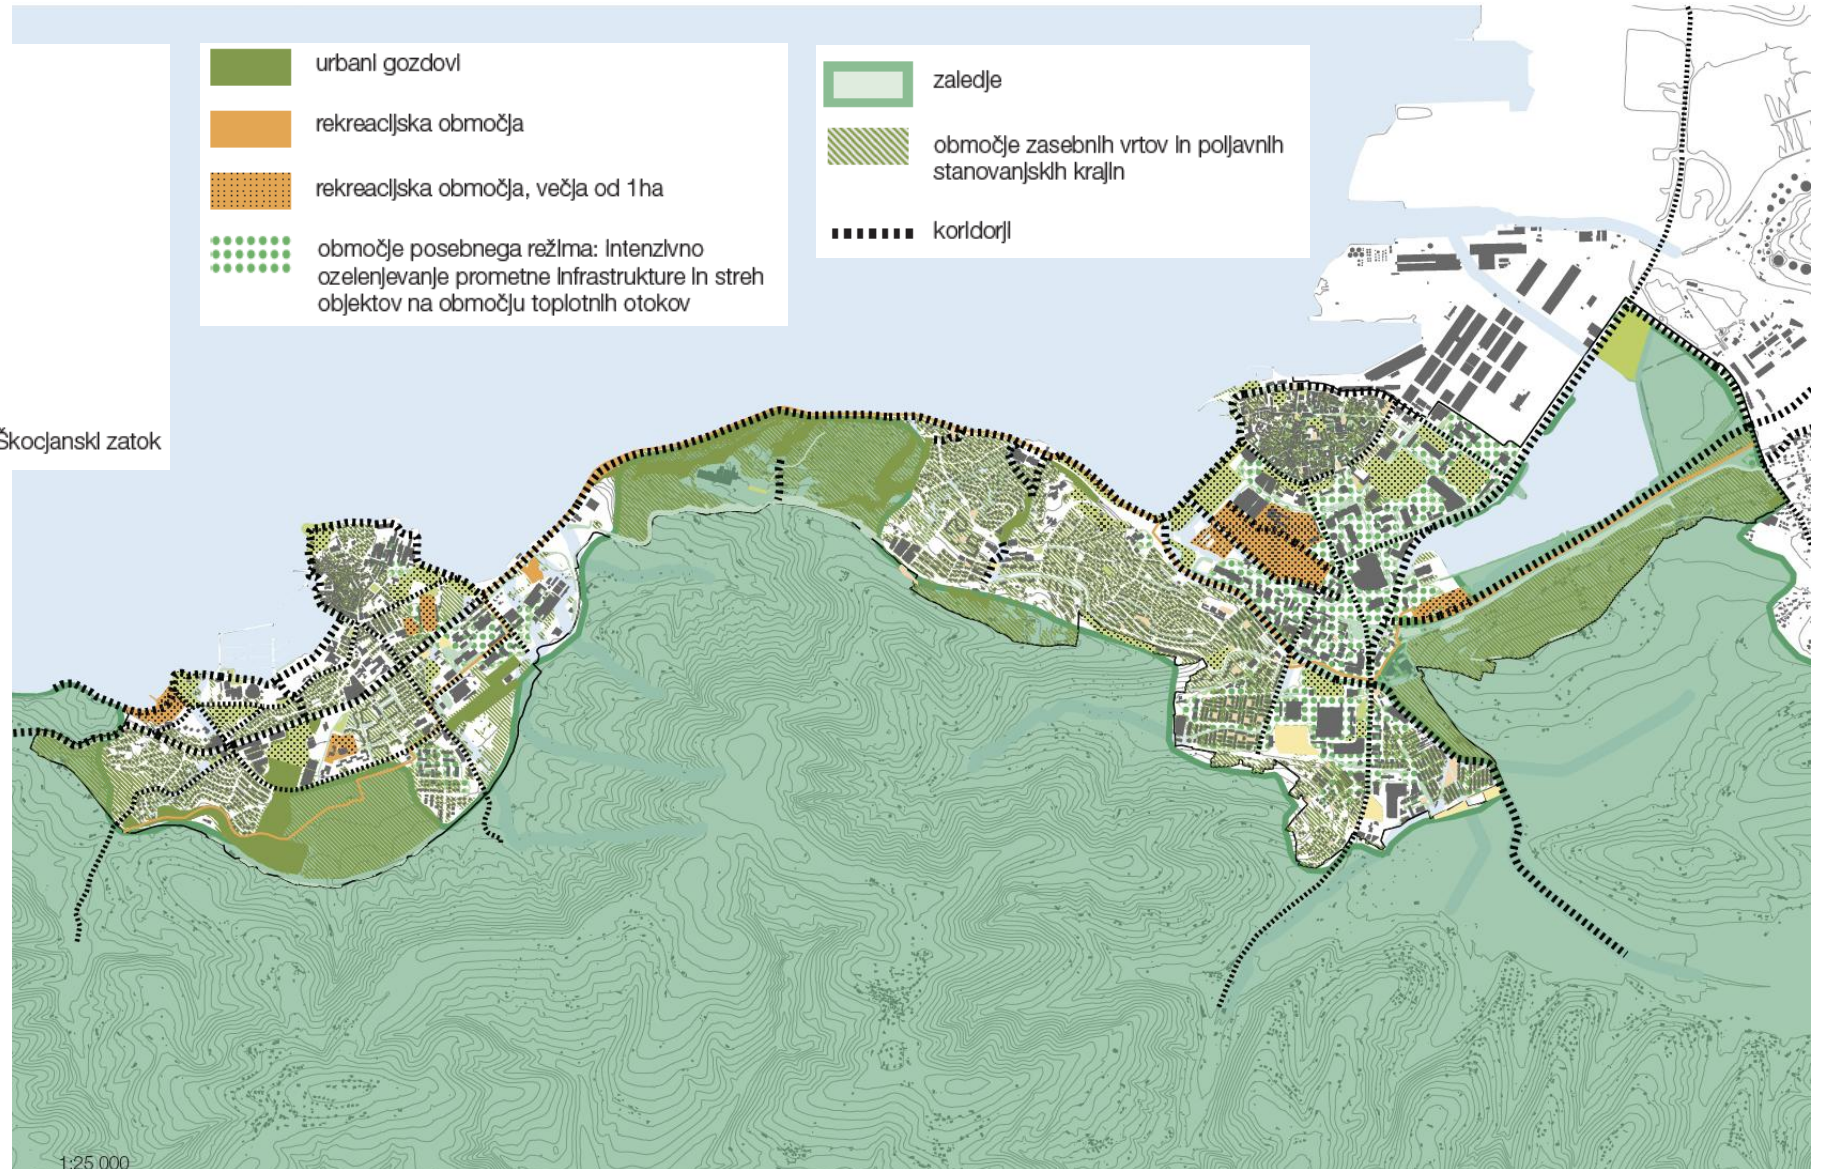 urbani gozdovi
rekreacijska območja
rekreacijska območja, večja od 1ha
območje posebnega režima: intenzivno
ozelenjevanje prometne infrastrukture in streh
objektov na območju toplotnih otokov
zaledje
območje zasebnih vrtov in poljavnih
stanovanjskih krajin
koridorji
Škocjanski zatok
1:25 000